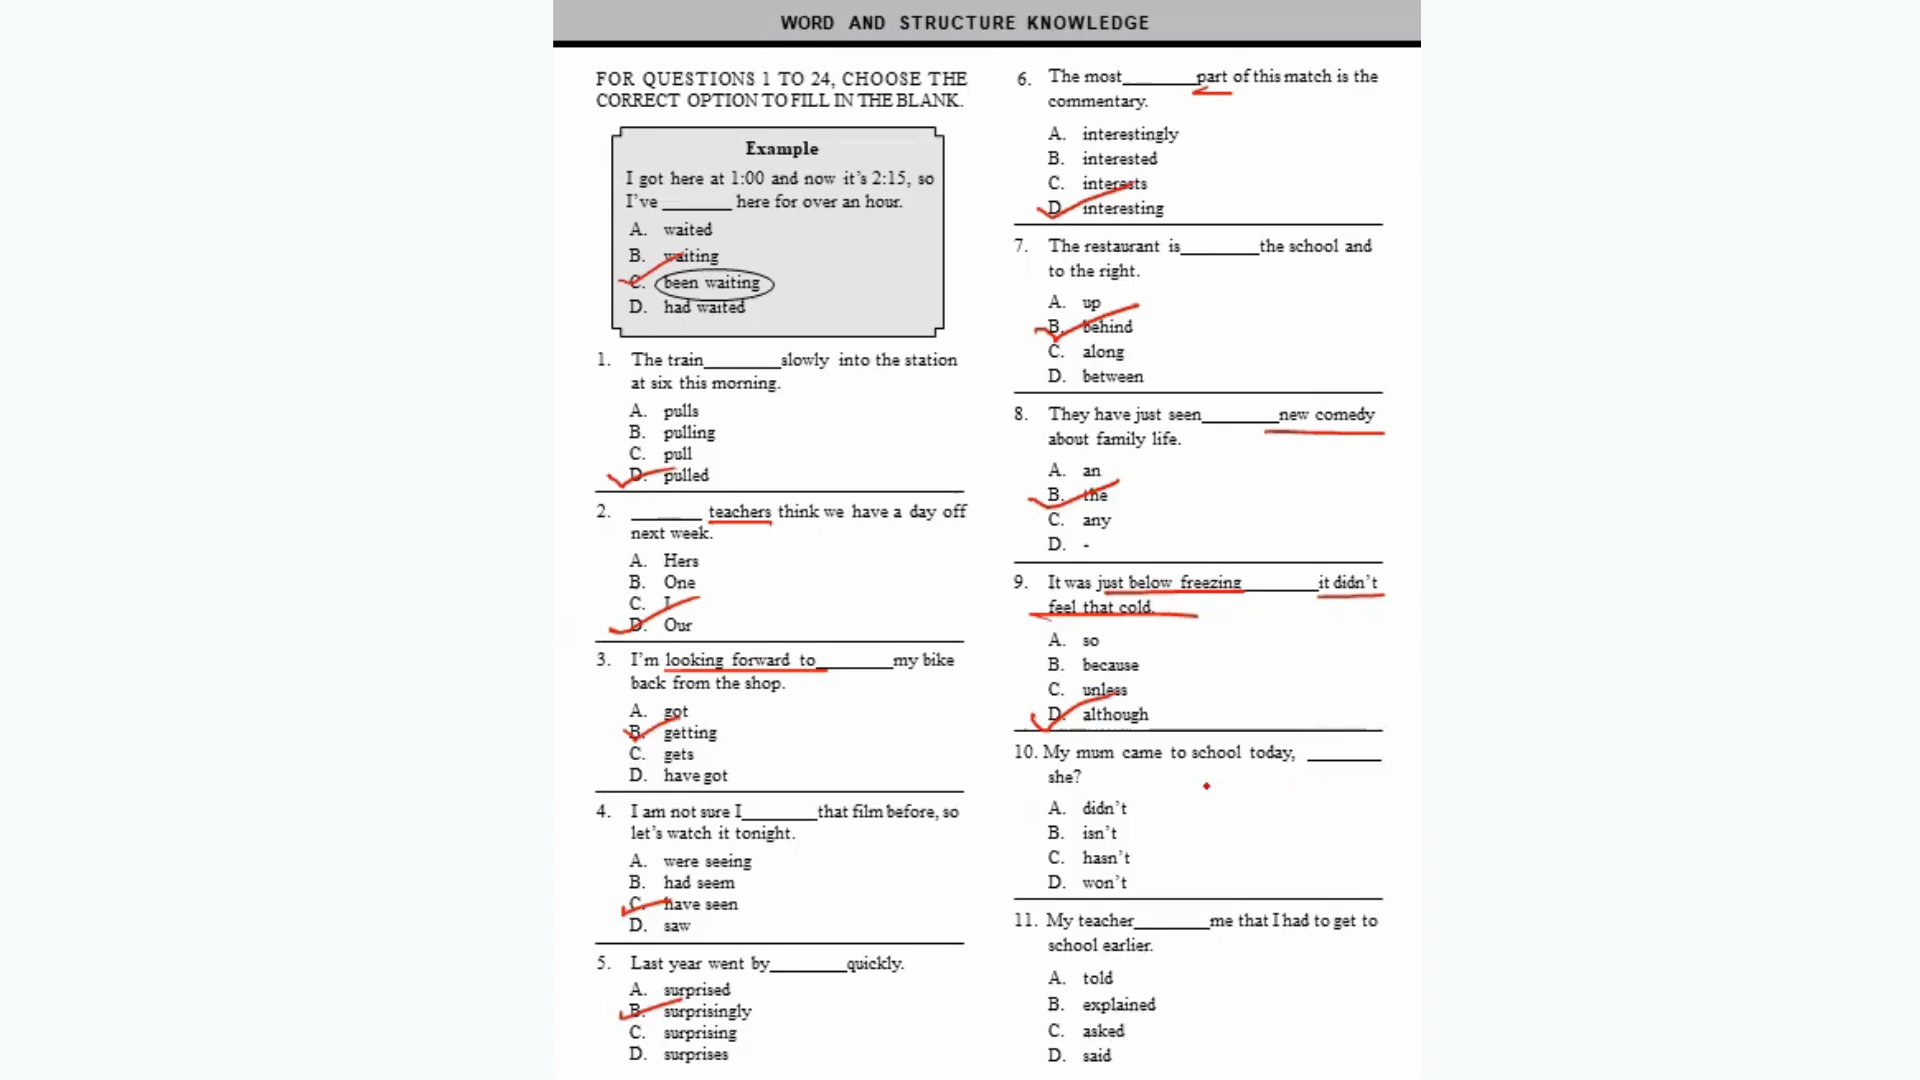 WORD AND STRUCTURE KNOWLEDGE
FOR QUESTIONS 1 TO 24, CHOOSE THE
CORRECT OPTION TO FILL IN THE BLANK.
Example
I got here at 1:00 and now it's 2:15, so
I've ________ here for over an hour.
A. waited
B. waiting
C. been waiting
D. had waited
1. The train________slowly into the station
at six this morning.
A. pulls
B. pulling
C. pull
D. pulled
2. ________ teachers think we have a day off
next week.
A. Hers
B. One
C. I
D. Our
3. I'm looking forward to________my bike
back from the shop.
A. got
B. getting
C. gets
D. have got
4. I am not sure I________that film before, so
let's watch it tonight.
A. were seeing
B. had seem
C. have seen
D. saw
5. Last year went by________quickly.
A. surprised
B. surprisingly
C. surprising
D. surprises
6. The most________part of this match is the
commentary.
A. interestingly
B. interested
C. interests
D. interesting
7. The restaurant is________the school and
to the right.
A. up
B. behind
C. along
D. between
8. They have just seen________new comedy
about family life.
A. an
B. the
C. any
D. -
9. It was just below freezing________it didn't
feel that cold.
A. so
B. because
C. unless
D. although
10. My mum came to school today, ________
she?
A. didn't
B. isn't
C. hasn't
D. won't
11. My teacher________me that I had to get to
school earlier.
A. told
B. explained
C. asked
D. said